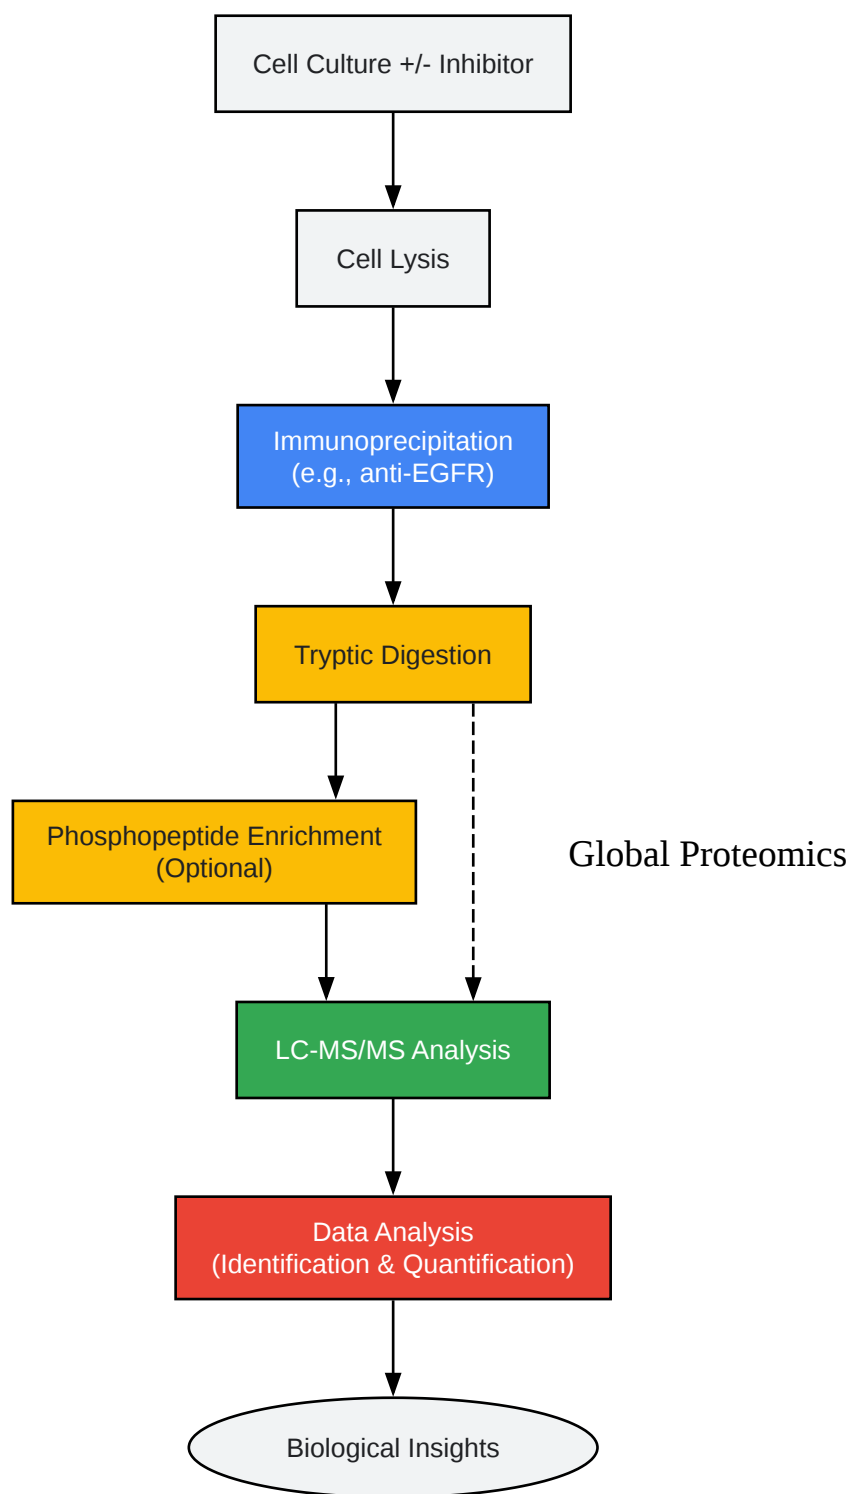 Cell Culture +/- Inhibitor
Cell Lysis
Immunoprecipitation
(e.g., anti-EGFR)
Tryptic Digestion
Phosphopeptide Enrichment
(Optional)
Global Proteomics
LC-MS/MS Analysis
Data Analysis
(Identification & Quantification)
Biological Insights